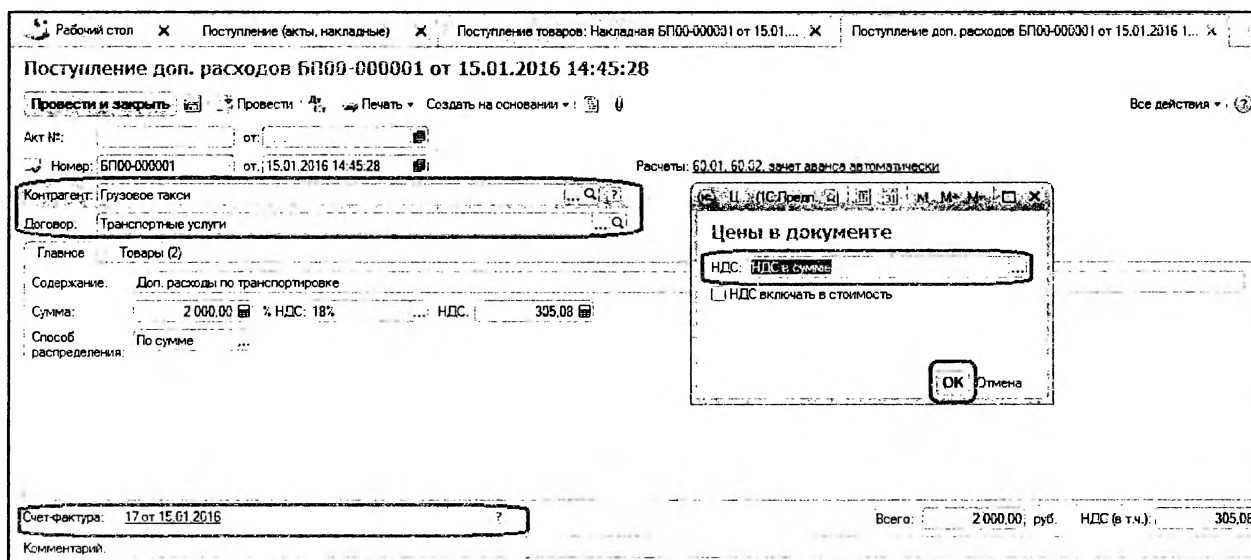 Рабочий стол X Поступление (акты, накладные) X Поступление товаров: Накладная БП00-000001 от 15.01.... X Поступление доп. расходов БП00-000001 от 15.01.2016 1... X
Поступление доп. расходов БП00-000001 от 15.01.2016 14:45:28
Провести и закрыть Провести Дт Кт Печать Создать на основании Все действия (?)
Акт №: от:
Номер: БП00-000001 от: 15.01.2016 14:45:28 Расчеты: 60.01, 60.02, зачет аванса автоматически
Контрагент: Грузовое такси ... ?
Договор: Транспортные услуги ...
(1С:Предп... M M+ M- X
Цены в документе
НДС: НДС в сумме ...
НДС включать в стоимость
OK Отмена
Главное Товары (2)
Содержание: Доп. расходы по транспортировке
Сумма: 2 000,00 % НДС: 18% ... НДС: 305,08
Способ распределения: По сумме ...
Счет-фактура: 17 от 15.01.2016 ? Всего: 2 000,00 руб. НДС (в т.ч.): 305,08
Комментарий: